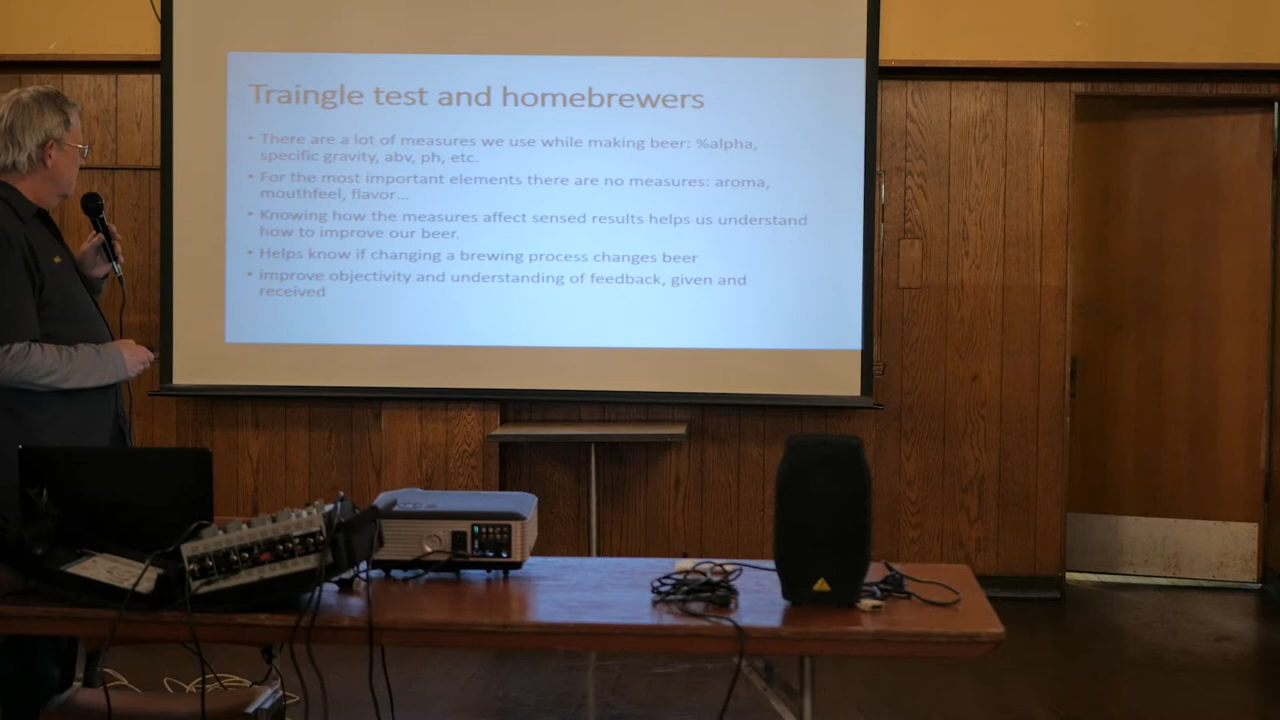 Traingle test and homebrewers
• There are a lot of measures we use while making beer: %alpha,
specific gravity, abv, ph, etc.
• For the most important elements there are no measures: aroma,
mouthfeel, flavor...
• Knowing how the measures affect sensed results helps us understand
how to improve our beer.
• Helps know if changing a brewing process changes beer
• improve objectivity and understanding of feedback, given and
received